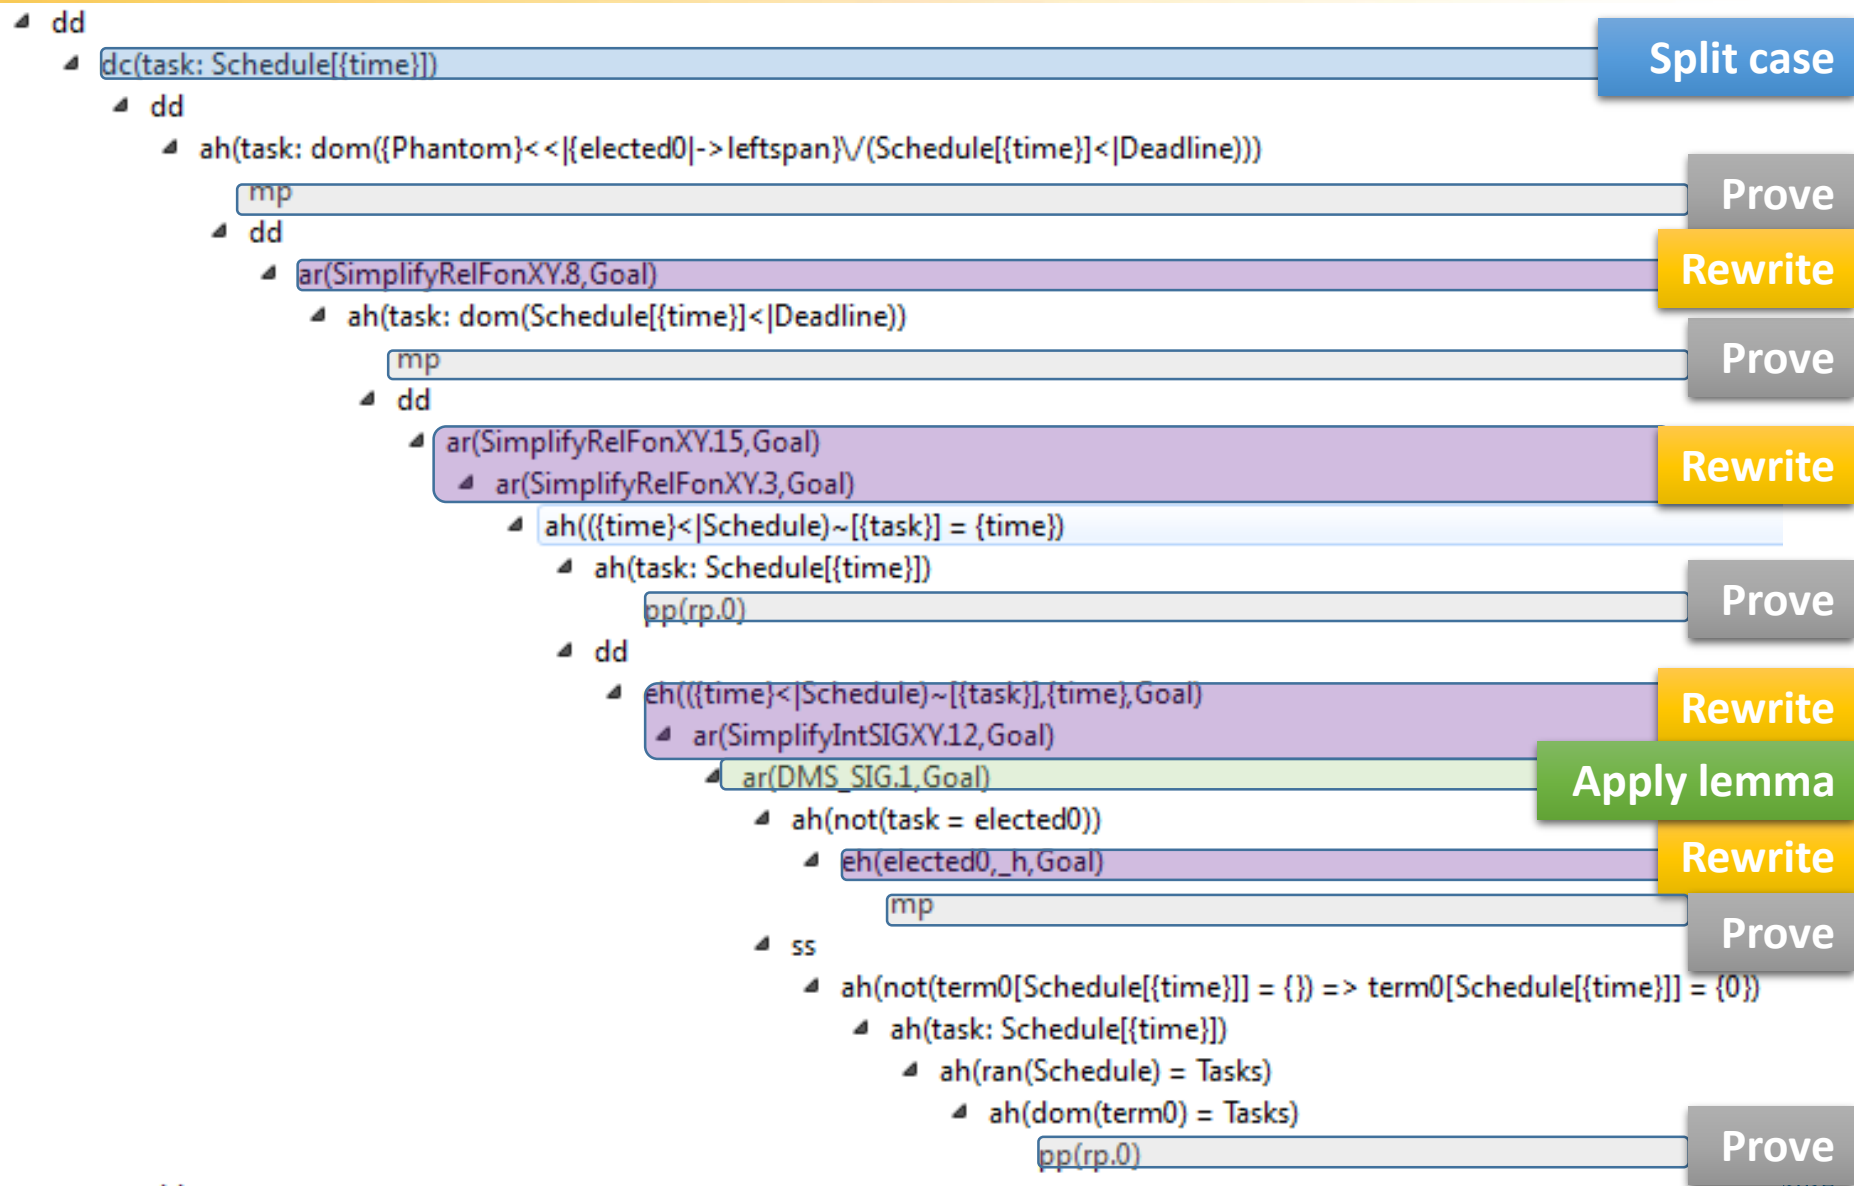 dd
dc(task: Schedule[{time}]) Split case
dd
ah(task: dom({Phantom}<<|{elected0|->leftspan}\/(Schedule[{time}]<|Deadline)))
mp Prove
dd
ar(SimplifyRelFonXY.8,Goal) Rewrite
ah(task: dom(Schedule[{time}]<|Deadline))
mp Prove
dd
ar(SimplifyRelFonXY.15,Goal) Rewrite
ar(SimplifyRelFonXY.3,Goal)
ah(({time}<|Schedule)~[{task}] = {time})
ah(task: Schedule[{time}])
pp(rp.0) Prove
dd
eh(({time}<|Schedule)~[{task}],{time},Goal) Rewrite
ar(SimplifyIntSIGXY.12,Goal)
ar(DMS_SIG.1,Goal) Apply lemma
ah(not(task = elected0))
eh(elected0,_h,Goal) Rewrite
mp Prove
ss
ah(not(term0[Schedule[{time}]] = {}) => term0[Schedule[{time}]] = {0})
ah(task: Schedule[{time}])
ah(ran(Schedule) = Tasks)
ah(dom(term0) = Tasks)
pp(rp.0) Prove